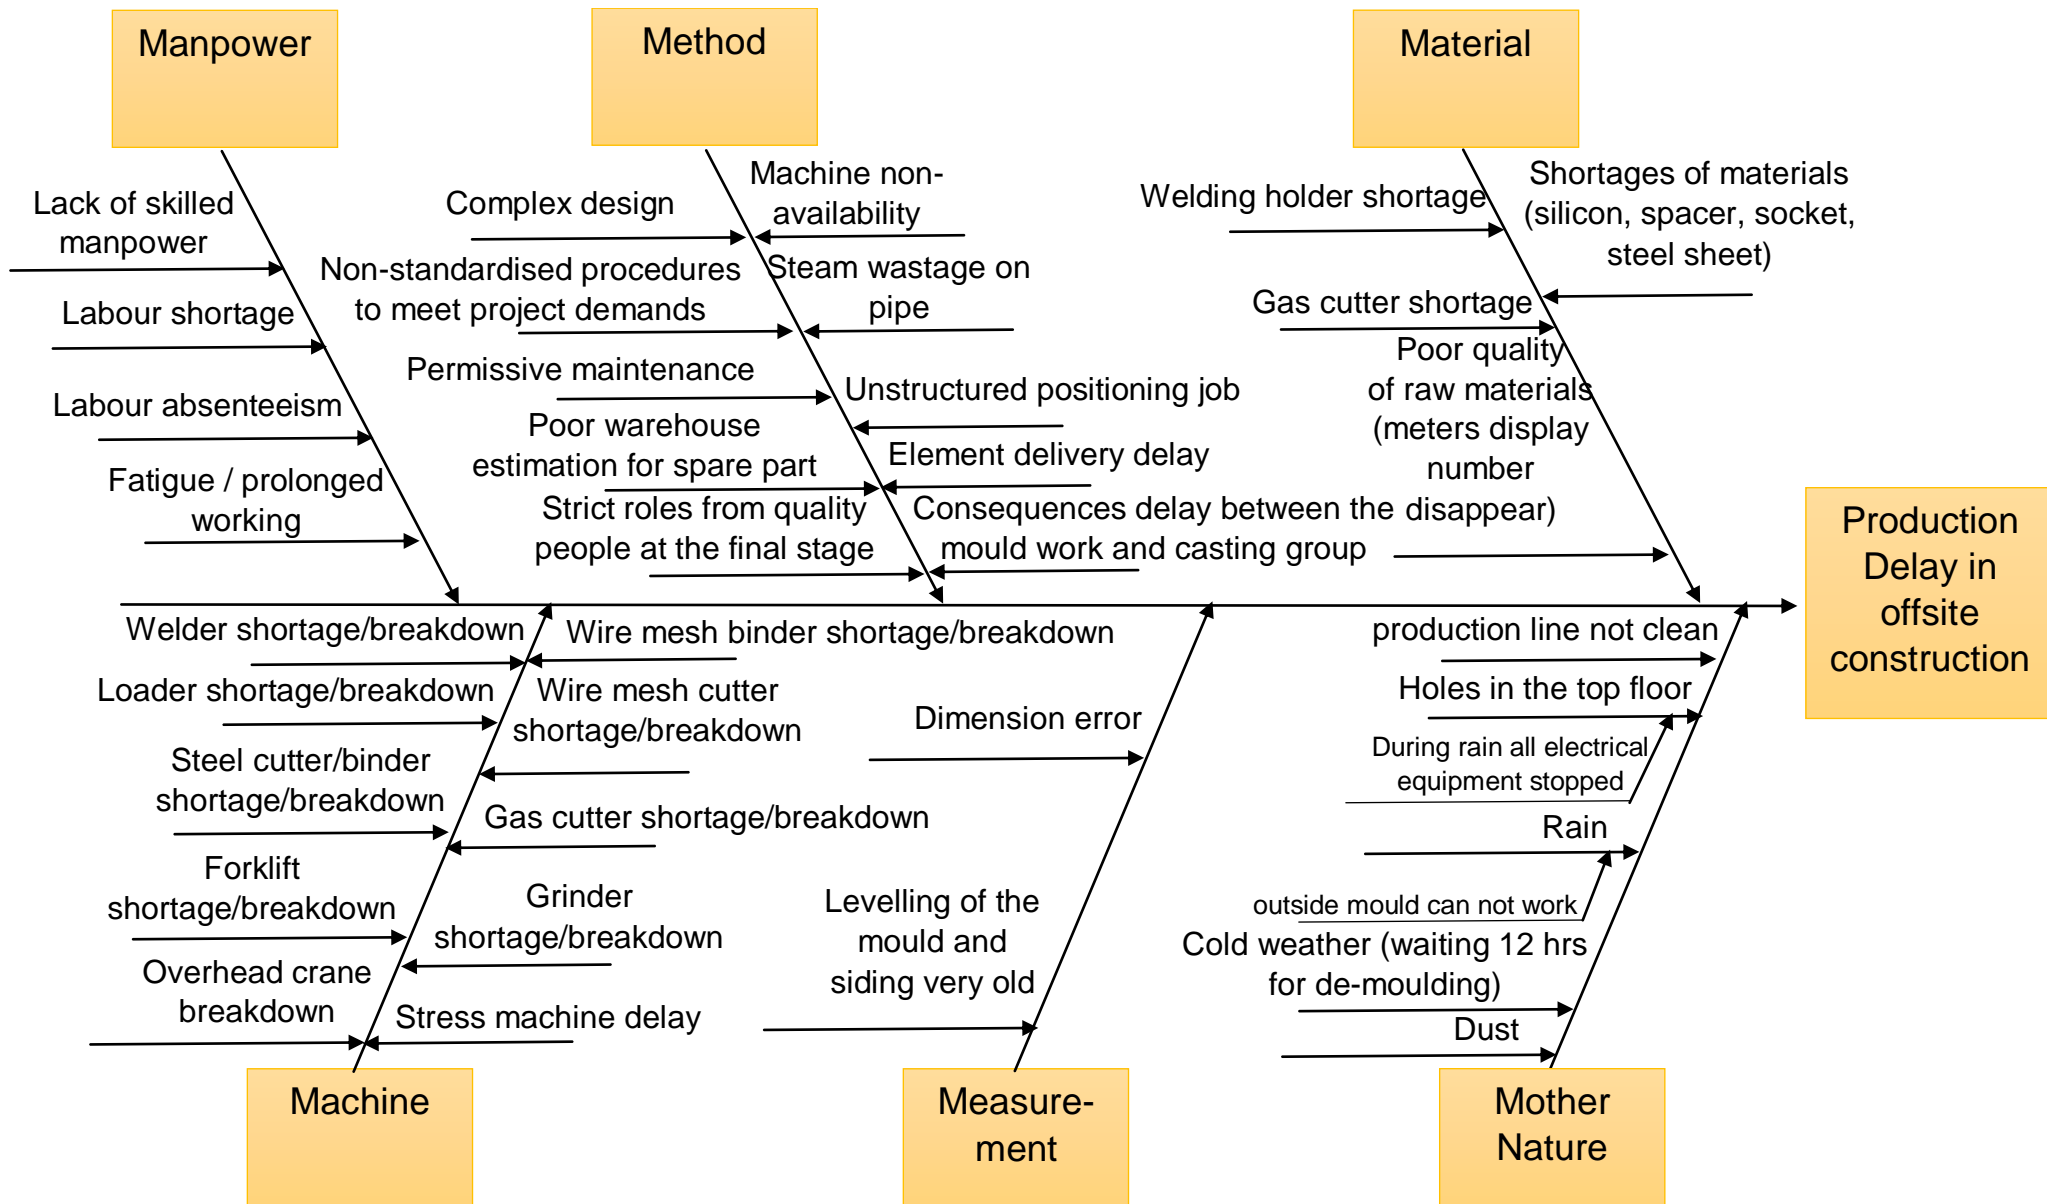 Manpower
Method
Material
Lack of skilled
manpower
Labour shortage
Labour absenteeism
Fatigue / prolonged
working
Complex design
Non-standardised procedures
to meet project demands
Permissive maintenance
Poor warehouse
estimation for spare part
Strict roles from quality
people at the final stage
Machine non-
availability
Steam wastage on
pipe
Unstructured positioning job
Element delivery delay
Consequences delay between the
mould work and casting group
Welding holder shortage
Gas cutter shortage
Poor quality
of raw materials
(meters display
number
disappear)
Shortages of materials
(silicon, spacer, socket,
steel sheet)
Production
Delay in
offsite
construction
Welder shortage/breakdown
Loader shortage/breakdown
Steel cutter/binder
shortage/breakdown
Forklift
shortage/breakdown
Overhead crane
breakdown
Wire mesh binder shortage/breakdown
Wire mesh cutter
shortage/breakdown
Gas cutter shortage/breakdown
Grinder
shortage/breakdown
Stress machine delay
Dimension error
Levelling of the
mould and
siding very old
production line not clean
Holes in the top floor
During rain all electrical
equipment stopped
Rain
outside mould can not work
Cold weather (waiting 12 hrs
for de-moulding)
Dust
Machine
Measure-
ment
Mother
Nature